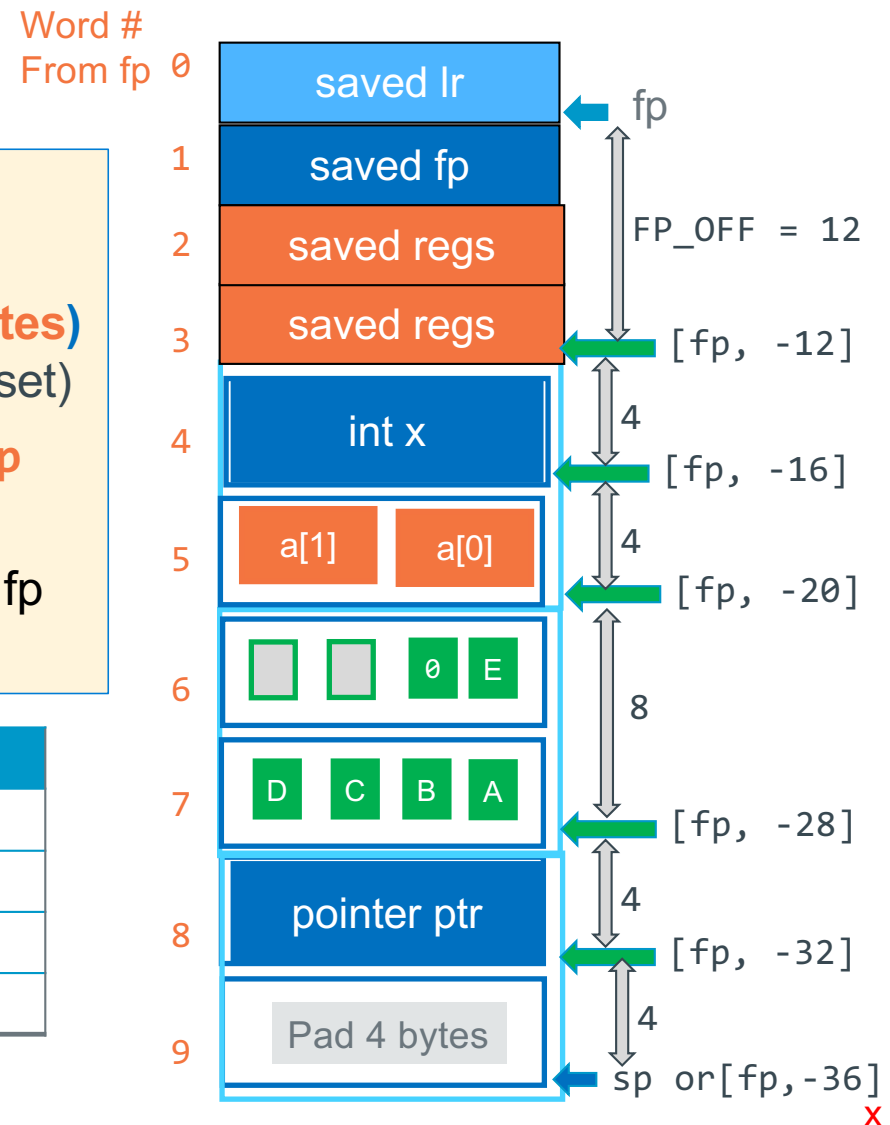 Word #
From fp
0
saved lr
fp
1
saved fp
2
saved regs
FP_OFF = 12
tes)
3
saved regs
[fp, -12]
set)
4
int x
4
p
[fp, -16]
5
a[1]
a[0]
4
fp
[fp, -20]
6
0
E
8
7
D
C
B
A
[fp, -28]
8
pointer ptr
4
[fp, -32]
9
Pad 4 bytes
4
sp or[fp,-36]
x